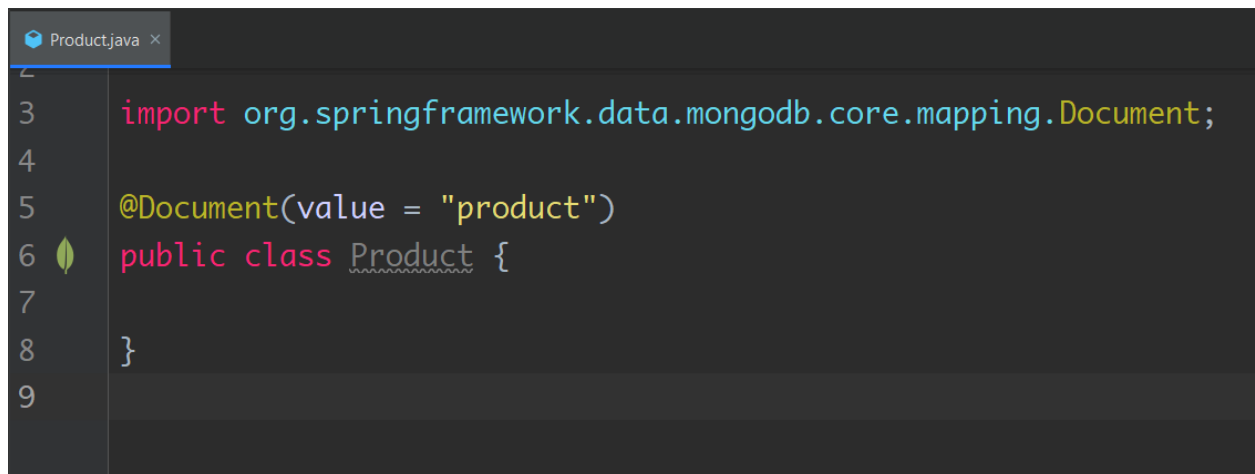 Product.java ×
2
3 import org.springframework.data.mongodb.core.mapping.Document;
4
5 @Document(value = "product")
6 public class Product {
7
8 }
9